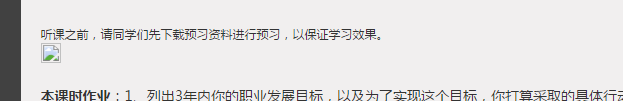 听课之前，请同学们先下载预习资料进行预习，以保证学习效果。
本课时作业：1、列出3年内你的职业发展目标，以及为了实现这个目标，你打算采取的具体行